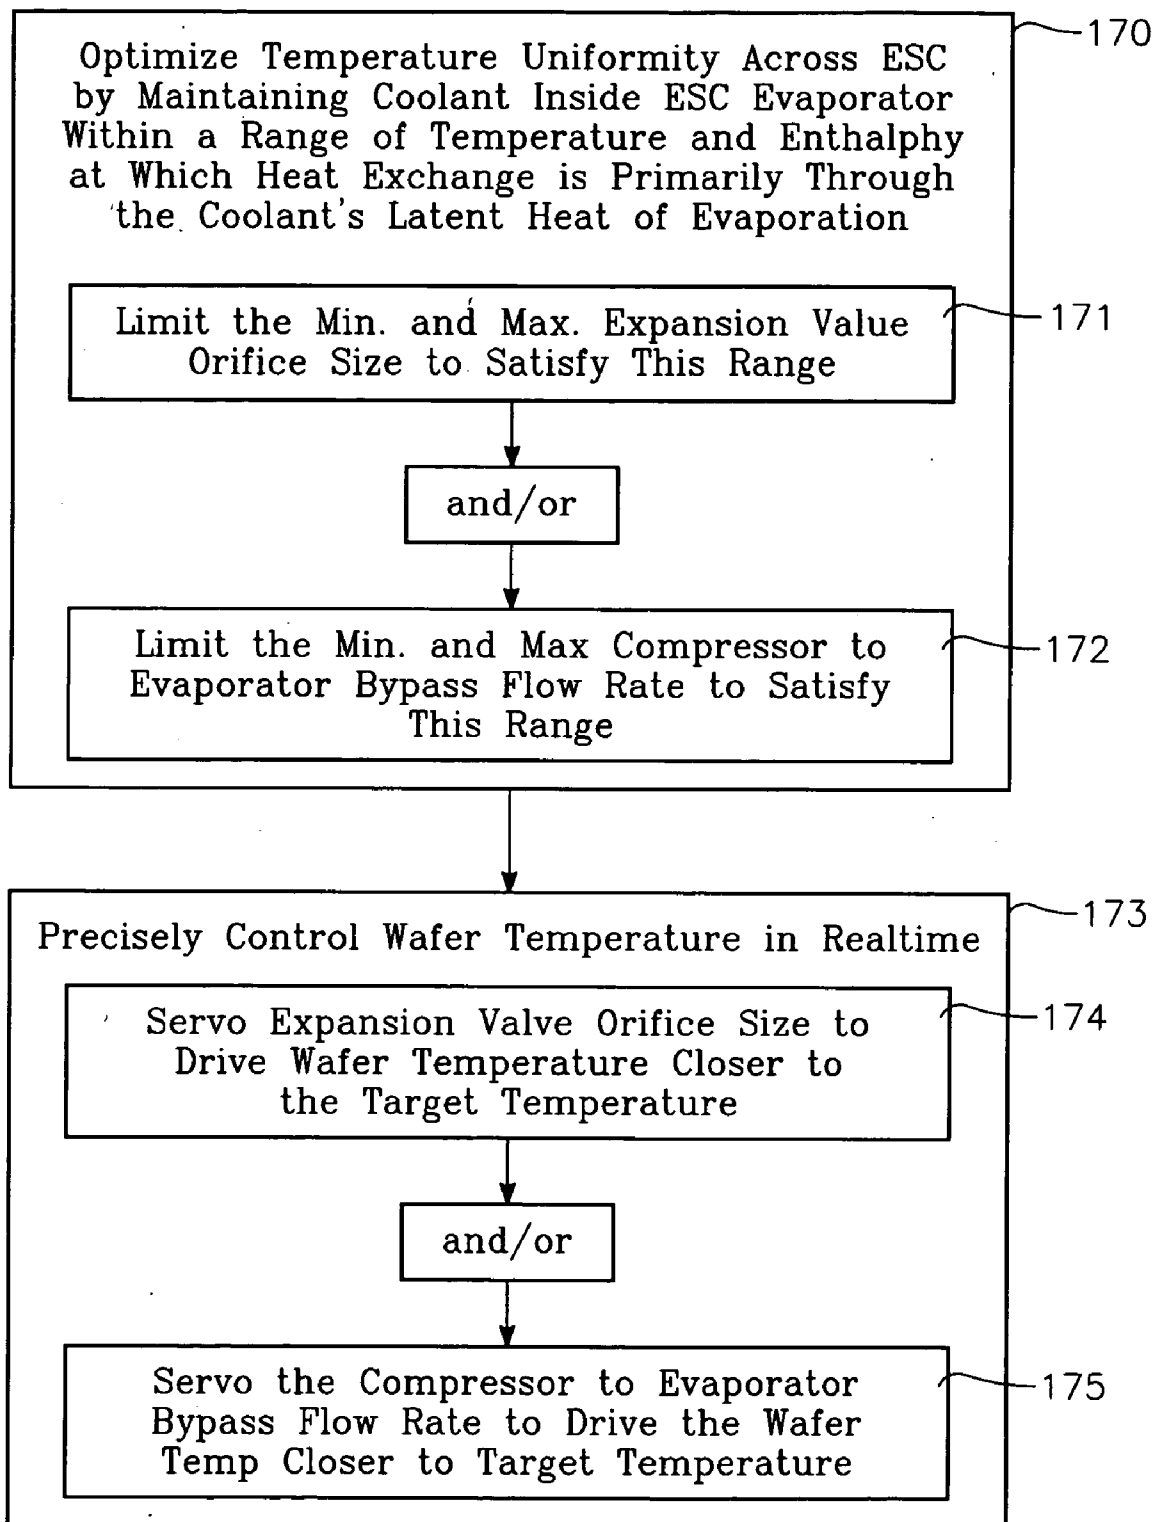 Optimize Temperature Uniformity Across ESC
by Maintaining Coolant Inside ESC Evaporator
Within a Range of Temperature and Enthalphy
at Which Heat Exchange is Primarily Through
the Coolant's Latent Heat of Evaporation
170
Limit the Min. and Max. Expansion Value
Orifice Size to Satisfy This Range
171
and/or
Limit the Min. and Max Compressor to
Evaporator Bypass Flow Rate to Satisfy
This Range
172
Precisely Control Wafer Temperature in Realtime
173
Servo Expansion Valve Orifice Size to
Drive Wafer Temperature Closer to
the Target Temperature
174
and/or
Servo the Compressor to Evaporator
Bypass Flow Rate to Drive the Wafer
Temp Closer to Target Temperature
175